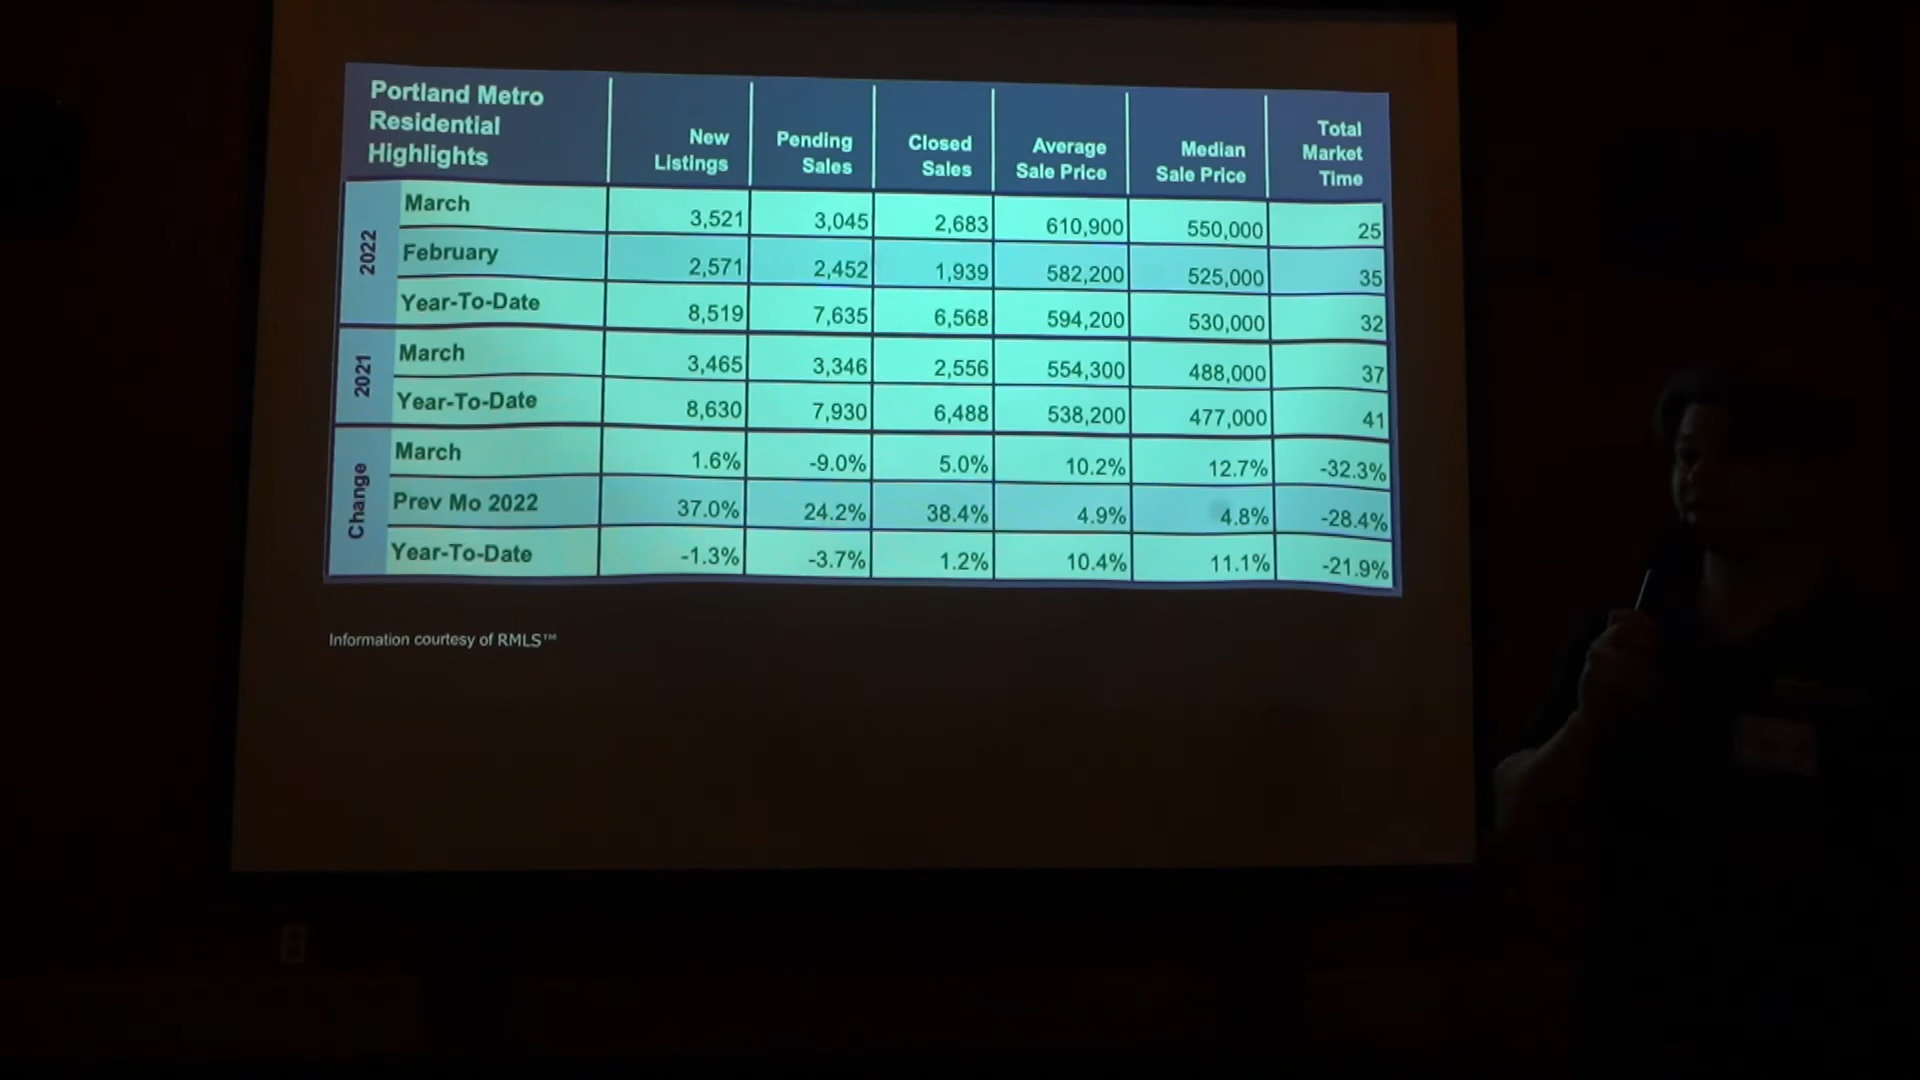 Portland Metro
Residential
Highlights
New
Listings
Pending
Sales
Closed
Sales
Average
Sale Price
Median
Sale Price
Total
Market
Time
2022
March 3,521 3,045 2,683 610,900 550,000 25
February 2,571 2,452 1,939 582,200 525,000 35
Year-To-Date 8,519 7,635 6,568 594,200 530,000 32
2021
March 3,465 3,346 2,556 554,300 488,000 37
Year-To-Date 8,630 7,930 6,488 538,200 477,000 41
Change
March 1.6% -9.0% 5.0% 10.2% 12.7% -32.3%
Prev Mo 2022 37.0% 24.2% 38.4% 4.9% 4.8% -28.4%
Year-To-Date -1.3% -3.7% 1.2% 10.4% 11.1% -21.9%
Information courtesy of RMLS™